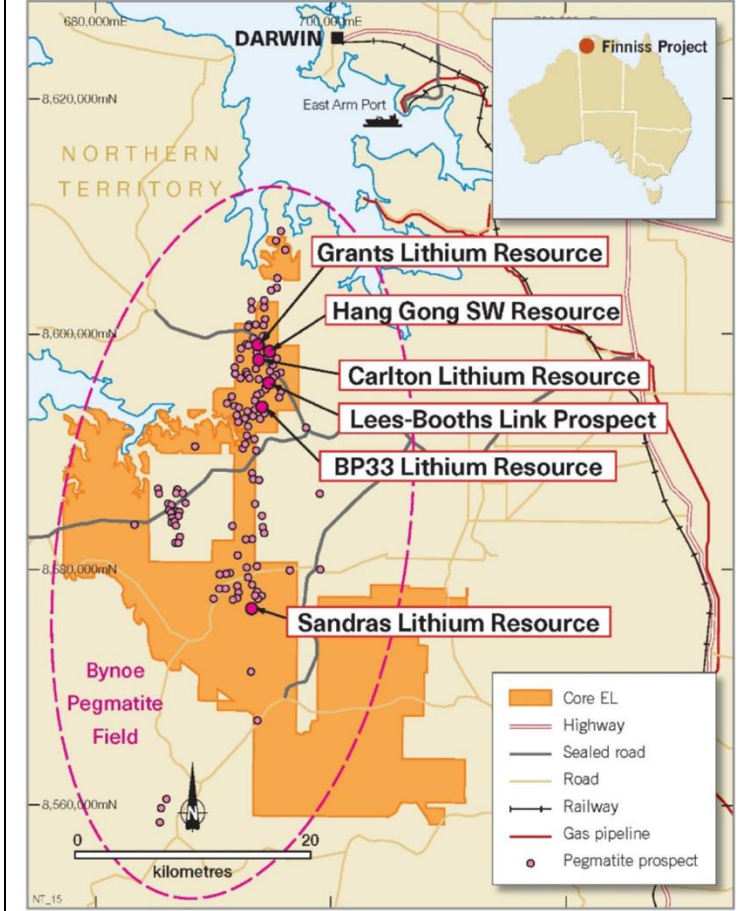 680,000mE
700,000mE
DARWIN
Finniss Project
8,620,000mN
East Arm Port
NORTHERN
TERRITORY
Grants Lithium Resource
Hang Gong SW Resource
8,600,000mN
Carlton Lithium Resource
Lees-Booths Link Prospect
BP33 Lithium Resource
8,580,000mN
Sandras Lithium Resource
Bynoe
Pegmatite
Field
Core EL
Highway
Sealed road
Road
Railway
Gas pipeline
Pegmatite prospect
8,560,000mN
N
0 20
kilometres
NT_15